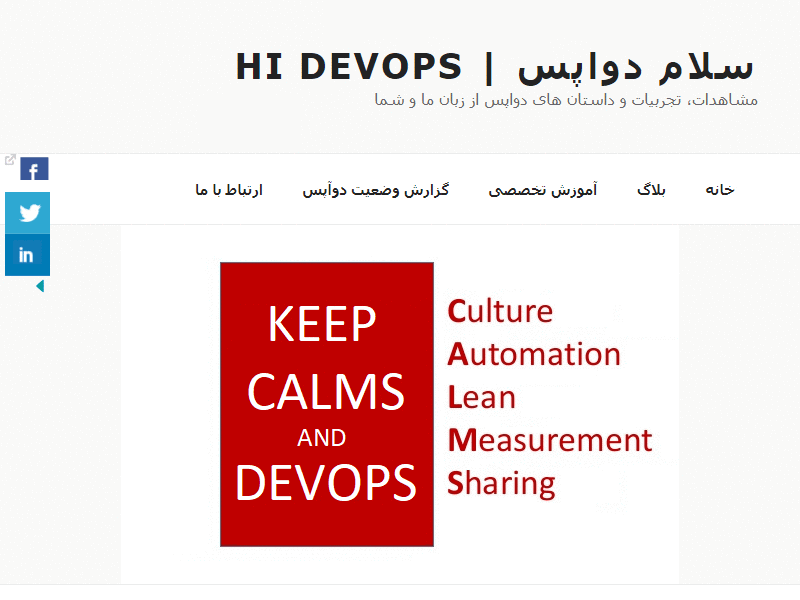 سلام دواپس | HI DEVOPS
مشاهدات، تجربیات و داستان های دواپس از زبان ما و شما
خانه
بلاگ
آموزش تخصصی
گزارش وضعیت دوآپس
ارتباط با ما
f
in
KEEP
CALMS
AND
DEVOPS
Culture
Automation
Lean
Measurement
Sharing